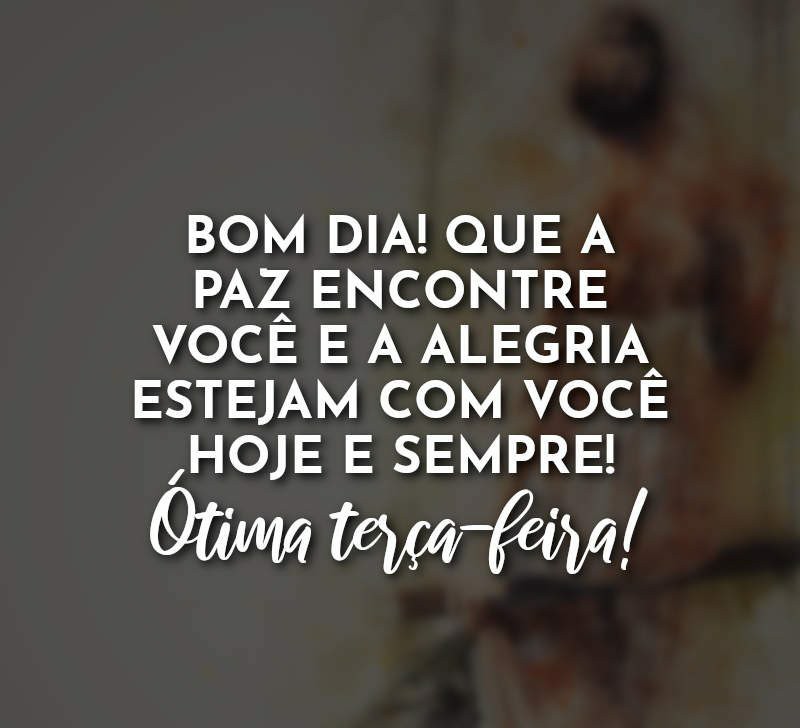 BOM DIA! QUE A
PAZ ENCONTRE
VOCÊ E A ALEGRIA
ESTEJAM COM VOCÊ
HOJE E SEMPRE!
Ótima terça-feira!